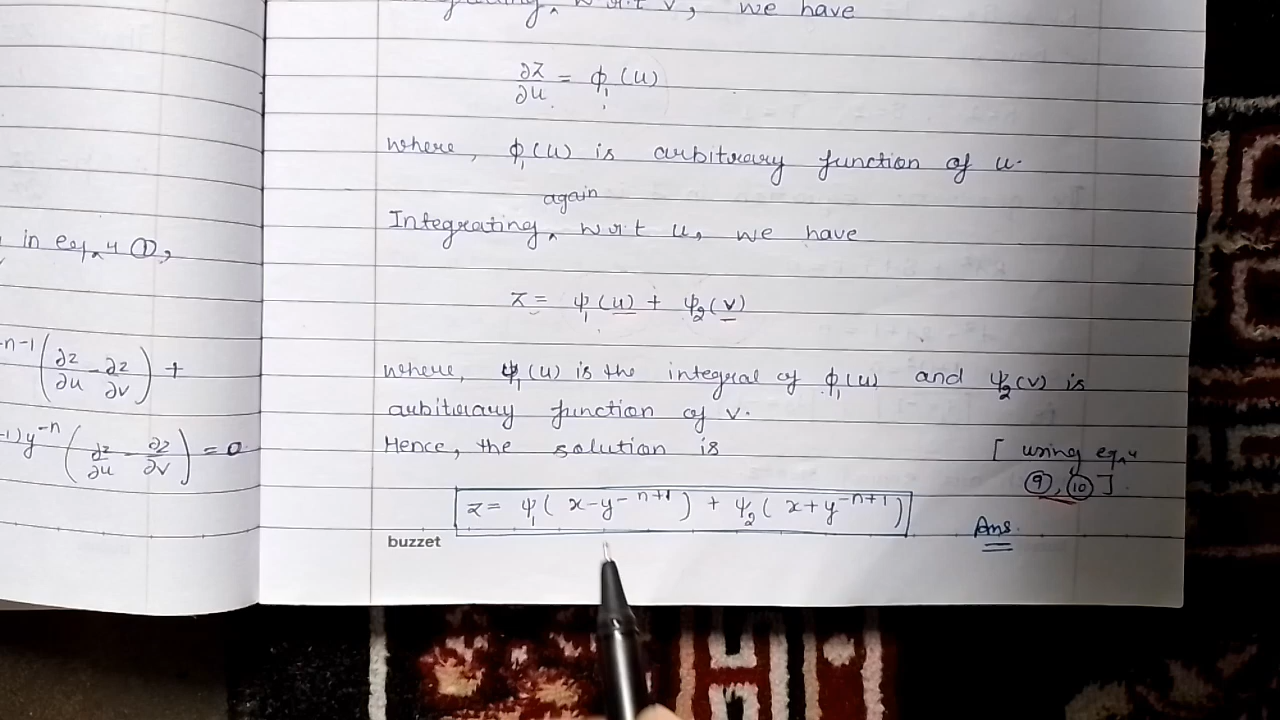 w.r.t v, we have
∂z/∂u = ϕ₁(u)
where, ϕ₁(u) is arbitrary function of u.
again
Integrating‸ w.r.t u, we have
in eqⁿ ①,
z = ψ₁(u) + ψ₂(v)
-n-1 (∂z/∂u - ∂z/∂v) +
where, ψ₁(u) is the integral of ϕ₁(u) and ψ₂(v) is
arbitrary function of v.
-1) y⁻ⁿ (∂z/∂u - ∂z/∂v) = 0
Hence, the solution is
[ using eqⁿ
⑨, ⑩ ].
z = ψ₁( x-y^{-n+1} ) + ψ₂( x+y^{-n+1} )
Ans.
buzzet